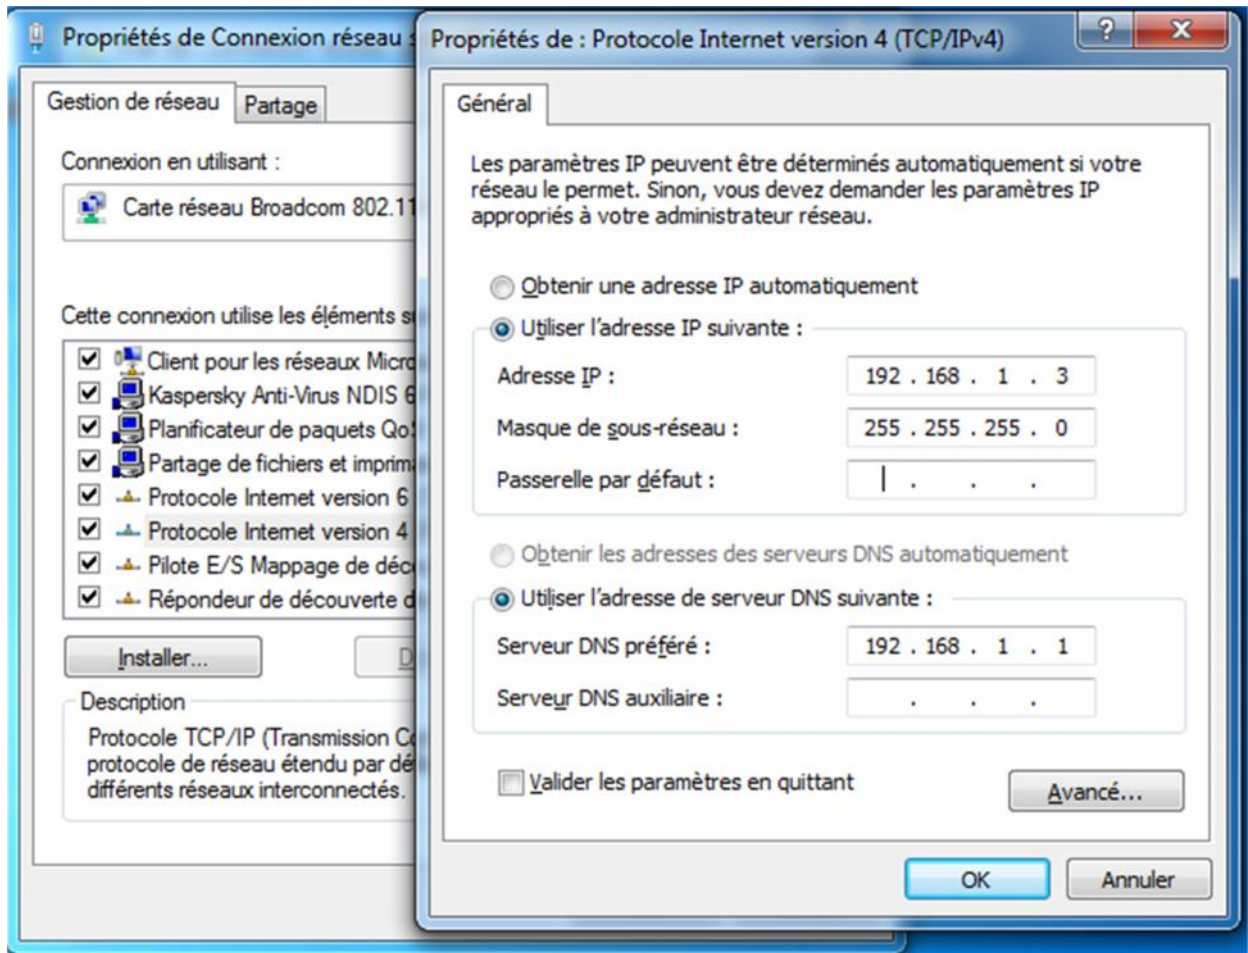 Propriétés de Connexion réseau
Gestion de réseau
Partage
Connexion en utilisant :
Carte réseau Broadcom 802.11
Cette connexion utilise les éléments
Client pour les réseaux
Kaspersky Anti-Virus NDIS 6
Planificateur de paquets
Partage de fichiers et
Protocole Internet version 6
Protocole Internet version 4
Pilote E/S Mappage de
Répondeur de découverte
Installer...
Description
Protocole TCP/IP (Transmission
protocole de réseau étendu par
différents réseaux interconnectés.
Propriétés de : Protocole Internet version 4 (TCP/IPv4)
?
X
Général
Les paramètres IP peuvent être déterminés automatiquement si votre
réseau le permet. Sinon, vous devez demander les paramètres IP
appropriés à votre administrateur réseau.
Obtenir une adresse IP automatiquement
Utiliser l'adresse IP suivante :
Adresse IP : 192 . 168 . 1 . 3
Masque de sous-réseau : 255 . 255 . 255 . 0
Passerelle par défaut : . . .
Obtenir les adresses des serveurs DNS automatiquement
Utiliser l'adresse de serveur DNS suivante :
Serveur DNS préféré : 192 . 168 . 1 . 1
Serveur DNS auxiliaire : . . .
Valider les paramètres en quittant
Avancé...
OK
Annuler